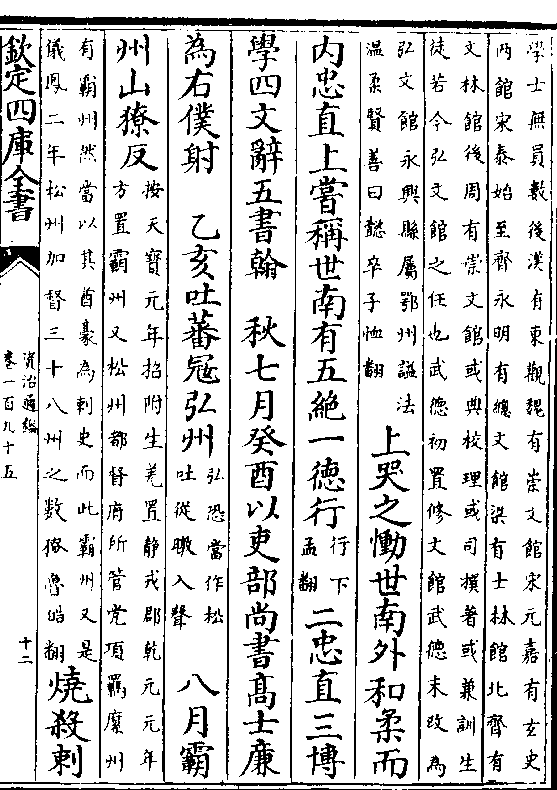 學士無員數後漢有東觀魏有崇文館宋元嘉有玄史
兩館宋泰始至齊永明有總文館梁有士林館北齊有
文林館後周有崇文館或典校理或司撰著或兼訓生
徒若今弘文館之任也武德初置修文館武德末改為
弘文館永興縣屬鄂州諡法
溫柔賢善曰懿卒子恤翻
上哭之慟世南外和柔而
内忠直上嘗稱世南有五絶一德行
行下
孟翻
二忠直三博
學四文辭五書翰 秋七月癸酉以吏部尚書髙士廉
為右僕射 乙亥吐蕃冦弘州
弘恐當作松
吐從暾入聲
八月霸
州山獠反
按天寶元年招附生羌置静戎郡乾元元年
方置霸州又松州都督府所管党項羈縻州
有霸州然當以其酋豪為刺史而此霸州又是
儀鳳二年松州加督三十八州之數獠魯皓翻
燒殺刺
欽定四庫全書
資治通鑑
卷一百九十五
十二